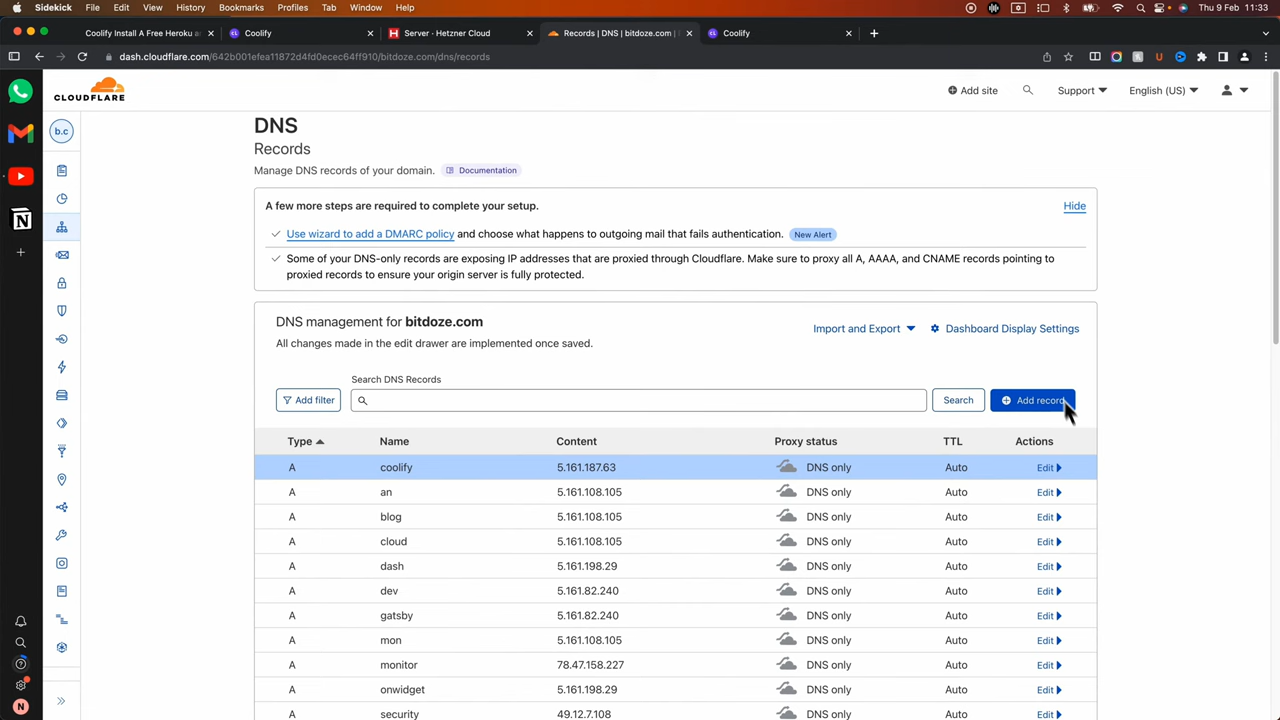 Sidekick File Edit View History Bookmarks Profiles Tab Window Help Thu 9 Feb 11:33
Coolify Install A Free Heroku an Coolify Server · Hetzner Cloud Records | DNS | bitdoze.com | Coolify
dash.cloudflare.com/642b001efea11872d4fd0ecec64ff910/bitdoze.com/dns/records
CLOUDFLARE
Add site Support English (US)
b.c
DNS
Records
Manage DNS records of your domain. Documentation
A few more steps are required to complete your setup. Hide
Use wizard to add a DMARC policy and choose what happens to outgoing mail that fails authentication. New Alert
Some of your DNS-only records are exposing IP addresses that are proxied through Cloudflare. Make sure to proxy all A, AAAA, and CNAME records pointing to
proxied records to ensure your origin server is fully protected.
DNS management for bitdoze.com
All changes made in the edit drawer are implemented once saved.
Import and Export Dashboard Display Settings
Search DNS Records
Add filter Search Add record
Type Name Content Proxy status TTL Actions
A coolify 5.161.187.63 DNS only Auto Edit
A an 5.161.108.105 DNS only Auto Edit
A blog 5.161.108.105 DNS only Auto Edit
A cloud 5.161.108.105 DNS only Auto Edit
A dash 5.161.198.29 DNS only Auto Edit
A dev 5.161.82.240 DNS only Auto Edit
A gatsby 5.161.82.240 DNS only Auto Edit
A mon 5.161.108.105 DNS only Auto Edit
A monitor 78.47.158.227 DNS only Auto Edit
A onwidget 5.161.198.29 DNS only Auto Edit
A security 49.12.7.108 DNS only Auto Edit
N